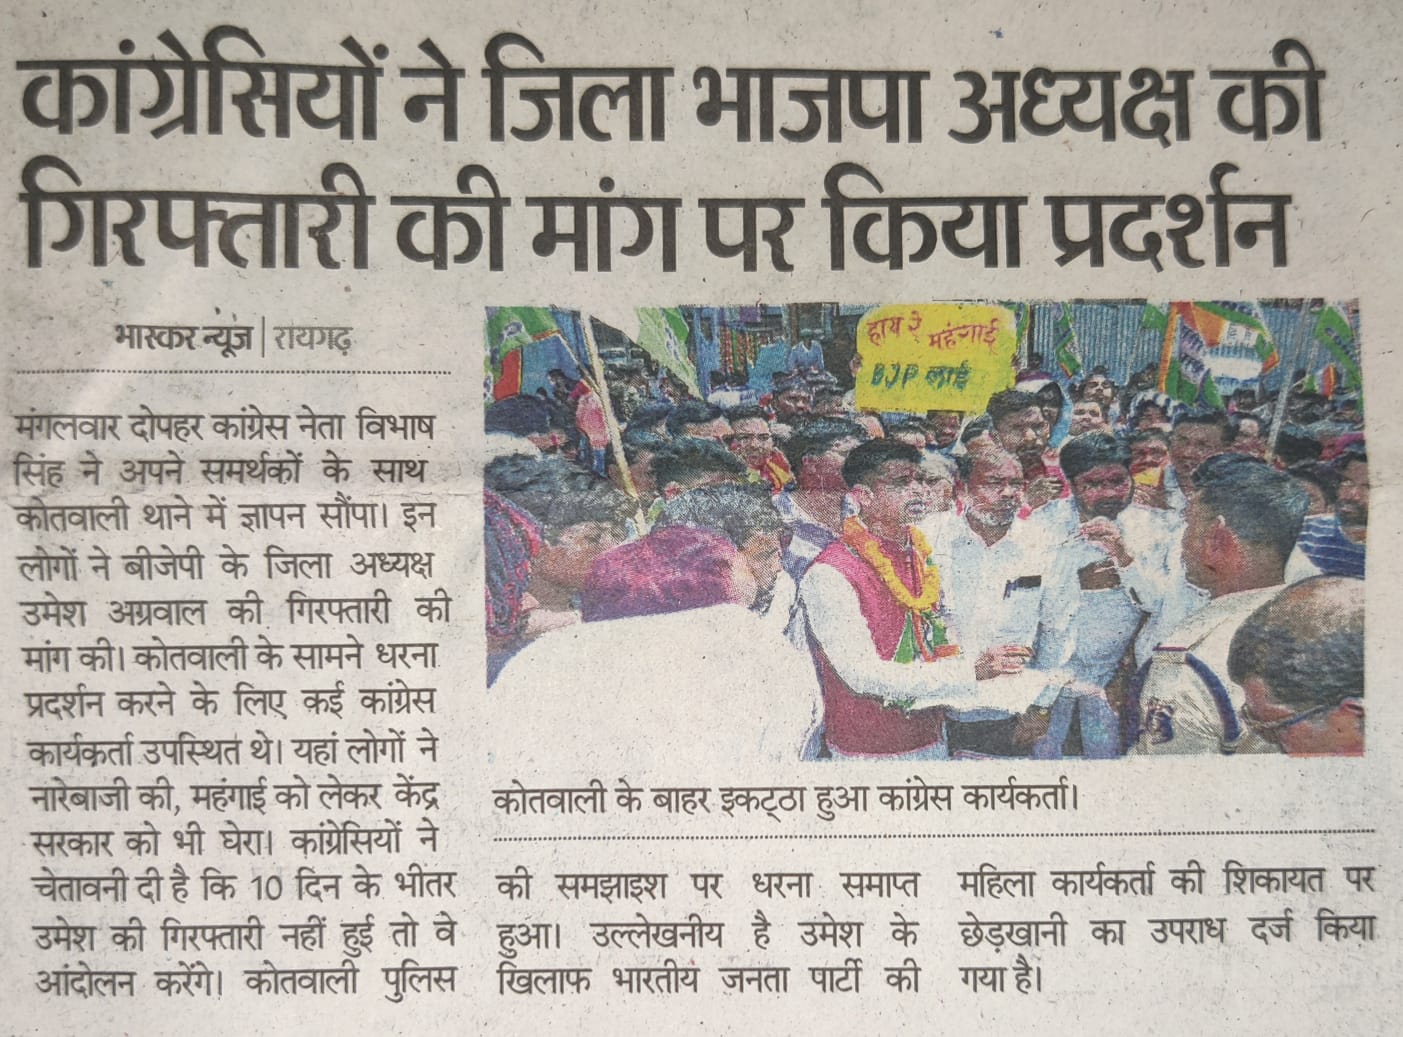 कांग्रेसियों ने जिला भाजपा अध्यक्ष की
गिरफ्तारी की मांग पर किया प्रदर्शन
भास्कर न्यूज | रायगढ़
मंगलवार दोपहर कांग्रेस नेता विभाष
सिंह ने अपने समर्थकों के साथ
कोतवाली थाने में ज्ञापन सौंपा। इन
लोगों ने बीजेपी के जिला अध्यक्ष
उमेश अग्रवाल की गिरफ्तारी की
मांग की। कोतवाली के सामने धरना
प्रदर्शन करने के लिए कई कांग्रेस
कार्यकर्ता उपस्थित थे। यहां लोगों ने
नारेबाजी की, महंगाई को लेकर केंद्र
सरकार को भी घेरा। कांग्रेसियों ने
चेतावनी दी है कि 10 दिन के भीतर
उमेश की गिरफ्तारी नहीं हुई तो वे
आंदोलन करेंगे। कोतवाली पुलिस
हाय रे महंगाई
BJP लाई
कोतवाली के बाहर इकट्ठा हुआ कांग्रेस कार्यकर्ता।
की समझाइश पर धरना समाप्त
हुआ। उल्लेखनीय है उमेश के
खिलाफ भारतीय जनता पार्टी की
महिला कार्यकर्ता की शिकायत पर
छेड़खानी का उपराध दर्ज किया
गया है।